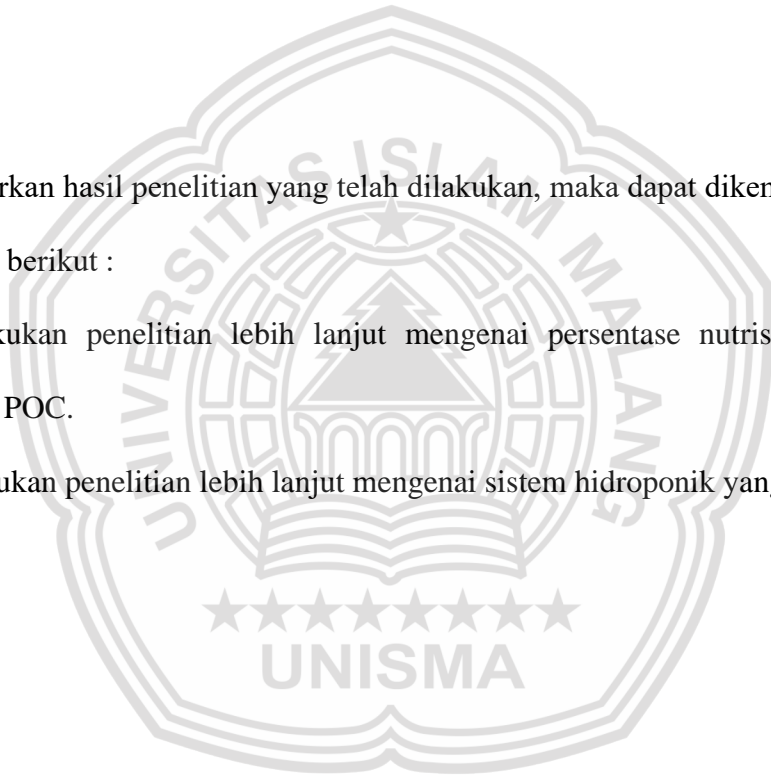 rkan hasil penelitian yang telah dilakukan, maka dapat diken
berikut :
kukan penelitian lebih lanjut mengenai persentase nutris
POC.
ukan penelitian lebih lanjut mengenai sistem hidroponik yang
UNIVERSITAS ISLAM MALANG
UNISMA